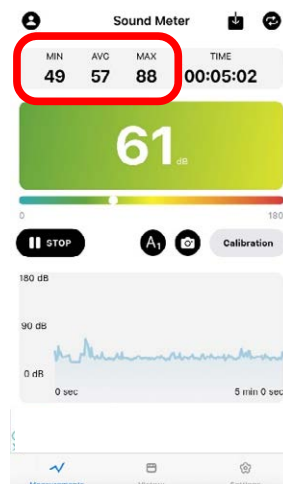 Sound Meter
MIN AVG MAX TIME
49 57 88 00:05:02
61 dB
0 180
STOP A1 Calibration
180 dB
90 dB
0 dB
0 sec 5 min 0 sec